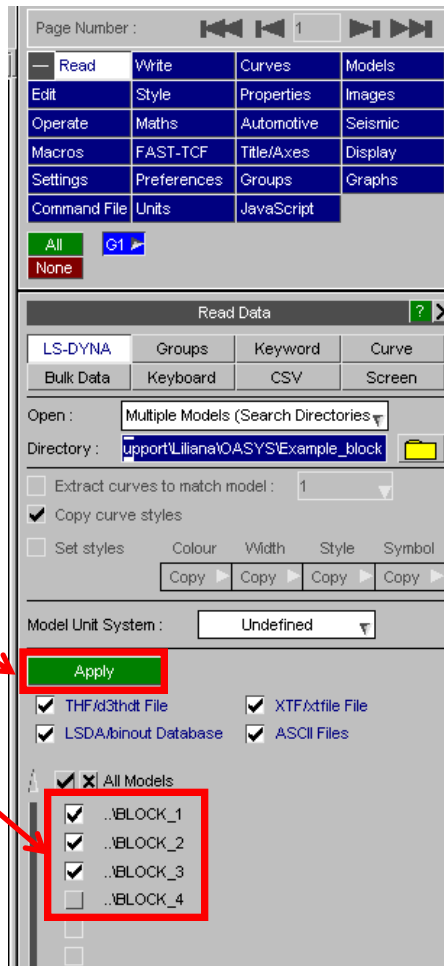 Page Number : 1
Read Write Curves Models
Edit Style Properties Images
Operate Maths Automotive Seismic
Macros FAST-TCF Title/Axes Display
Settings Preferences Groups Graphs
Command File Units JavaScript
All G1
None
Read Data ? X
LS-DYNA Groups Keyword Curve
Bulk Data Keyboard CSV Screen
Open : Multiple Models (Search Directories
Directory : upport\Liliana\OASYS\Example_block
Extract curves to match model : 1
Copy curve styles
Set styles Colour Width Style Symbol
Copy Copy Copy Copy
Model Unit System : Undefined
Apply
THF/d3thdt File XTF/xtfile File
LSDA/binout Database ASCII Files
All Models
..\BLOCK_1
..\BLOCK_2
..\BLOCK_3
..\BLOCK_4